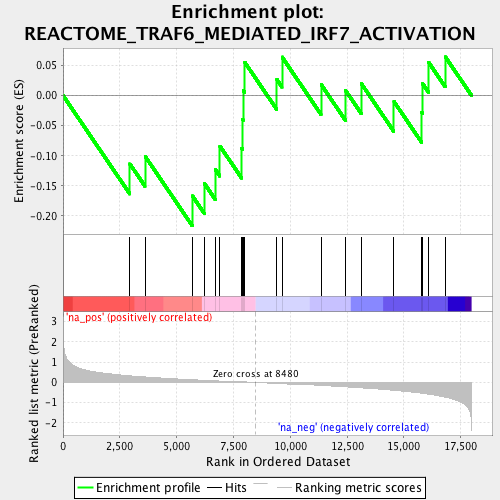 Enrichment plot:
REACTOME_TRAF6_MEDIATED_IRF7_ACTIVATION
Enrichment score (ES)
0.05
0.00
-0.05
-0.10
-0.15
-0.20
'na_pos' (positively correlated)
Ranked list metric (PreRanked)
3
2
1
0
-1
-2
Zero cross at 8480
'na_neg' (negatively correlated)
0
2,500
5,000
7,500
10,000
12,500
15,000
17,500
Rank in Ordered Dataset
Enrichment profile
Hits
Ranking metric scores